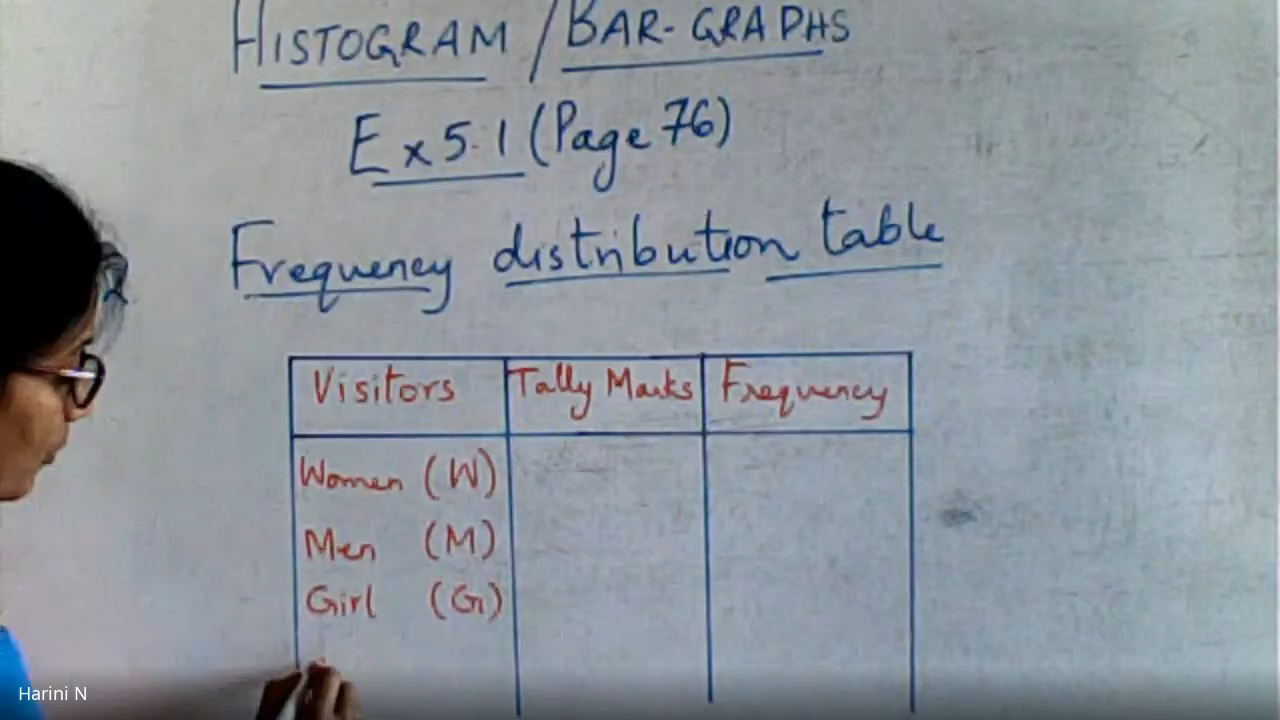 HISTOGRAM / BAR-GRAPHS
Ex 5.1 (Page 76)
Frequency distribution table
Visitors Tally Marks Frequency
Women (W)
Men (M)
Girl (G)
Harini N